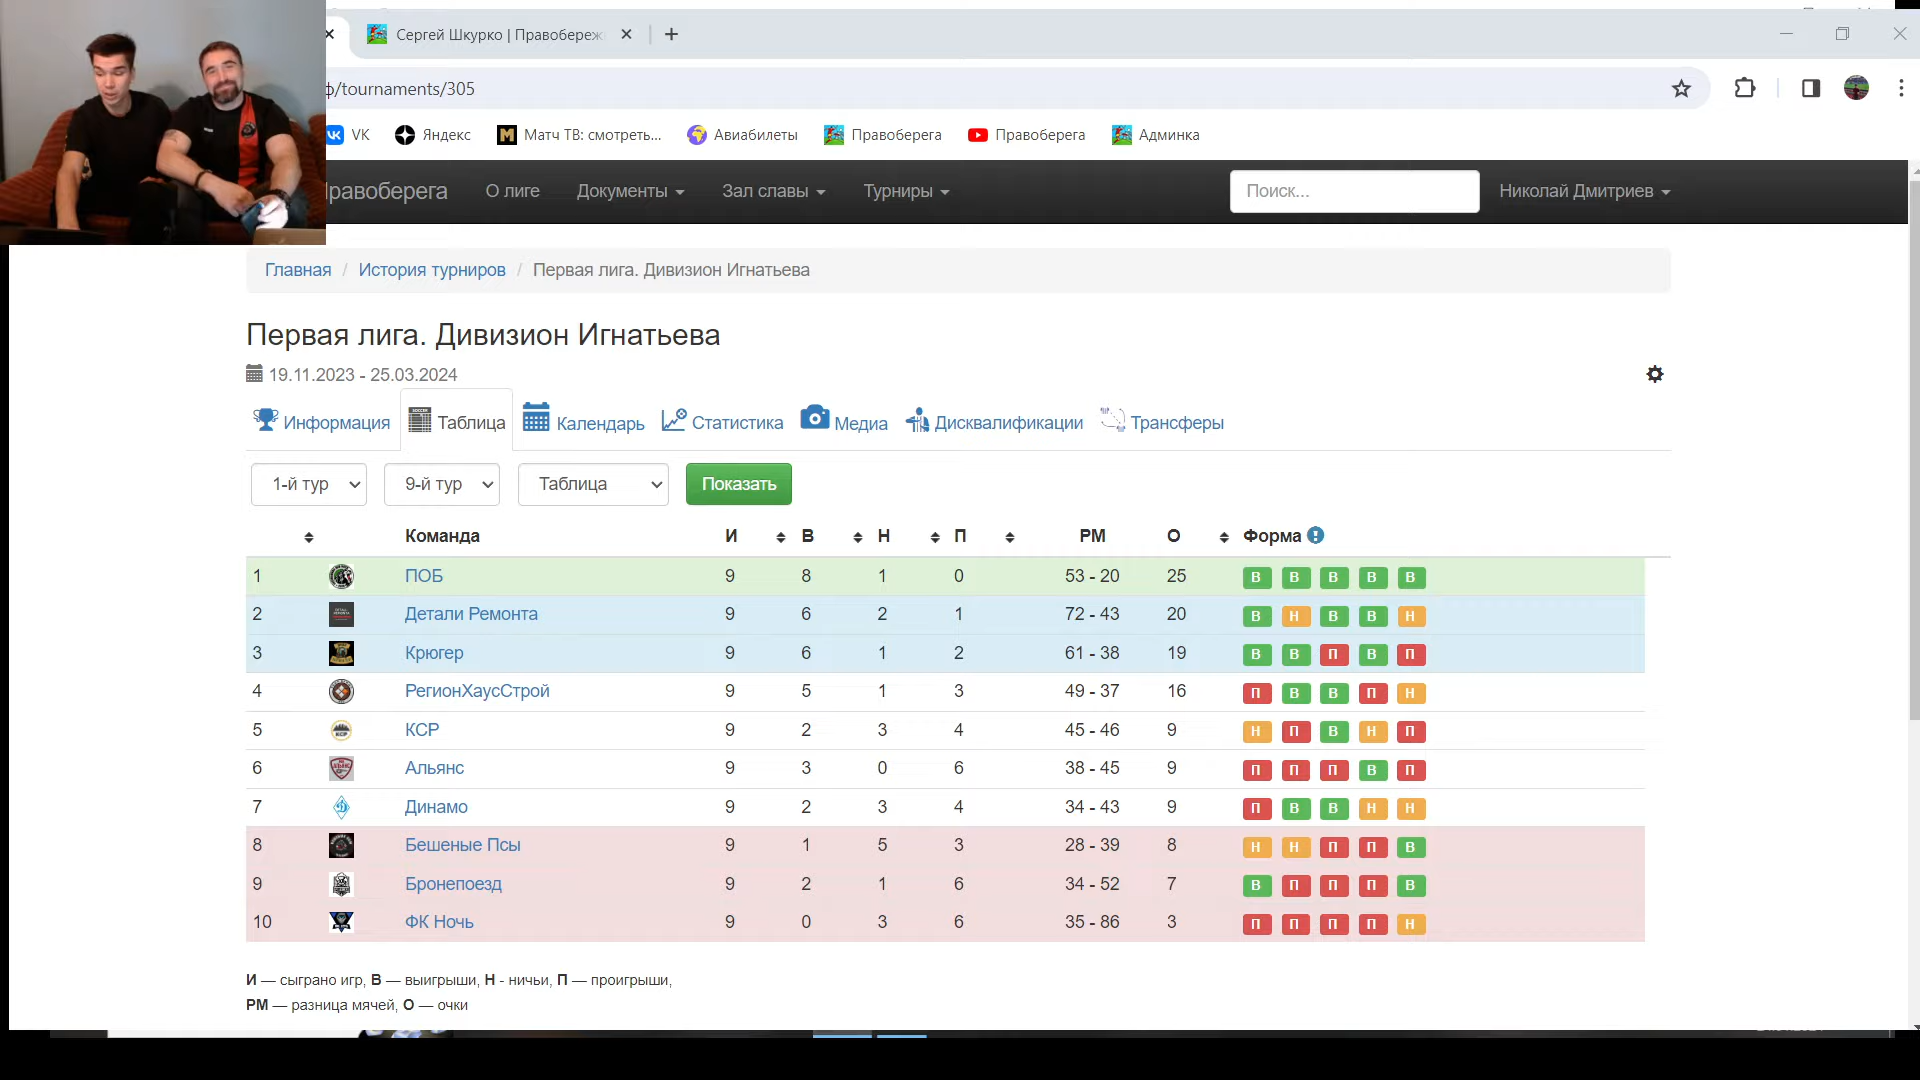 Сергей Шкурко | Правобереж
ф/tournaments/305
VK Яндекс Матч ТВ: смотреть... Авиабилеты Правоберега Правоберега Админка
равоберега О лиге Документы Зал славы Турниры Поиск... Николай Дмитриев
Главная / История турниров / Первая лига. Дивизион Игнатьева
Первая лига. Дивизион Игнатьева
19.11.2023 - 25.03.2024
Информация Таблица Календарь Статистика Медиа Дисквалификации Трансферы
1-й тур 9-й тур Таблица Показать
Команда И В Н П РМ О Форма
1 ПОБ 9 8 1 0 53 - 20 25 В В В В В
2 Детали Ремонта 9 6 2 1 72 - 43 20 В Н В В Н
3 Крюгер 9 6 1 2 61 - 38 19 В В П В П
4 РегионХаусСтрой 9 5 1 3 49 - 37 16 П В В П Н
5 КСР 9 2 3 4 45 - 46 9 Н П В Н П
6 Альянс 9 3 0 6 38 - 45 9 П П П В П
7 Динамо 9 2 3 4 34 - 43 9 П В В Н Н
8 Бешеные Псы 9 1 5 3 28 - 39 8 Н Н П П В
9 Бронепоезд 9 2 1 6 34 - 52 7 В П П П В
10 ФК Ночь 9 0 3 6 35 - 86 3 П П П П Н
И — сыграно игр, В — выигрыши, Н - ничьи, П — проигрыши,
РМ — разница мячей, О — очки